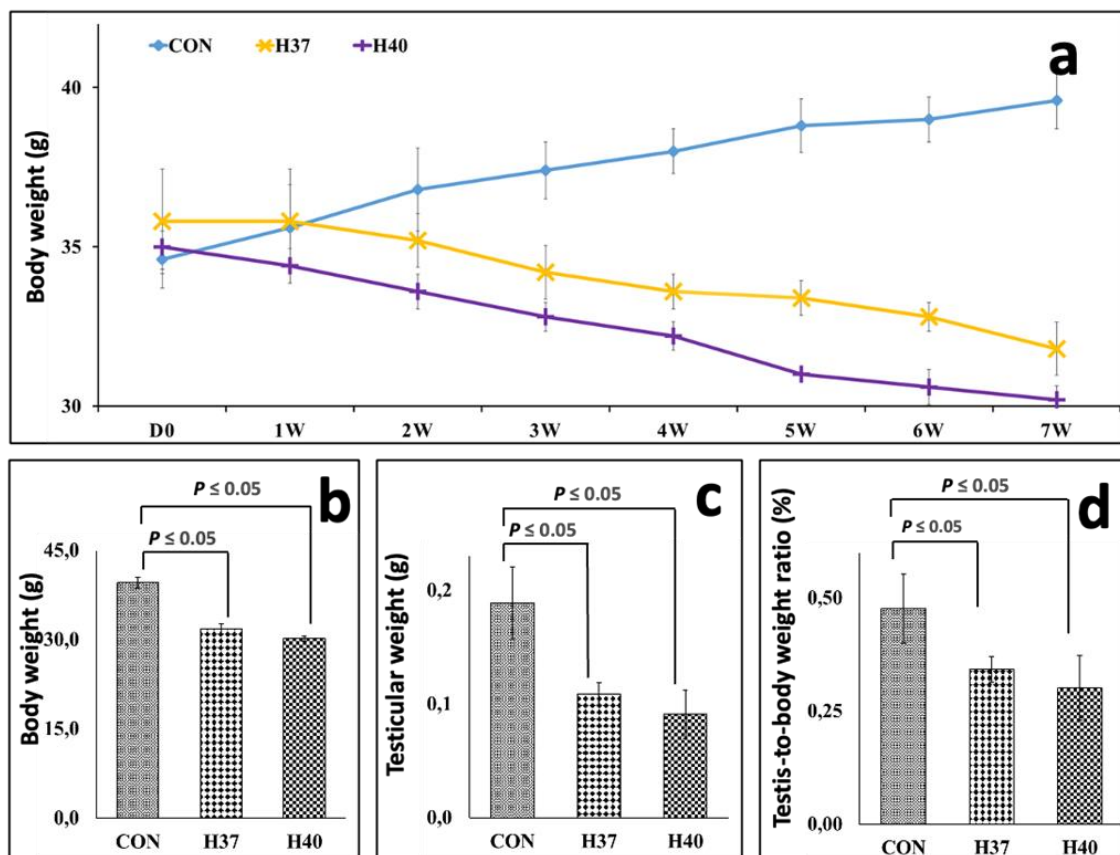 CON H37 H40
a
Body weight (g)
40
35
30
D0 1W 2W 3W 4W 5W 6W 7W
b
P ≤ 0.05
P ≤ 0.05
Body weight (g)
45,0
30,0
15,0
0,0
CON H37 H40
c
P ≤ 0.05
P ≤ 0.05
Testicular weight (g)
0,2
0,1
0,0
CON H37 H40
d
P ≤ 0.05
P ≤ 0.05
Testis-to-body weight ratio (%)
0,50
0,25
0,00
CON H37 H40